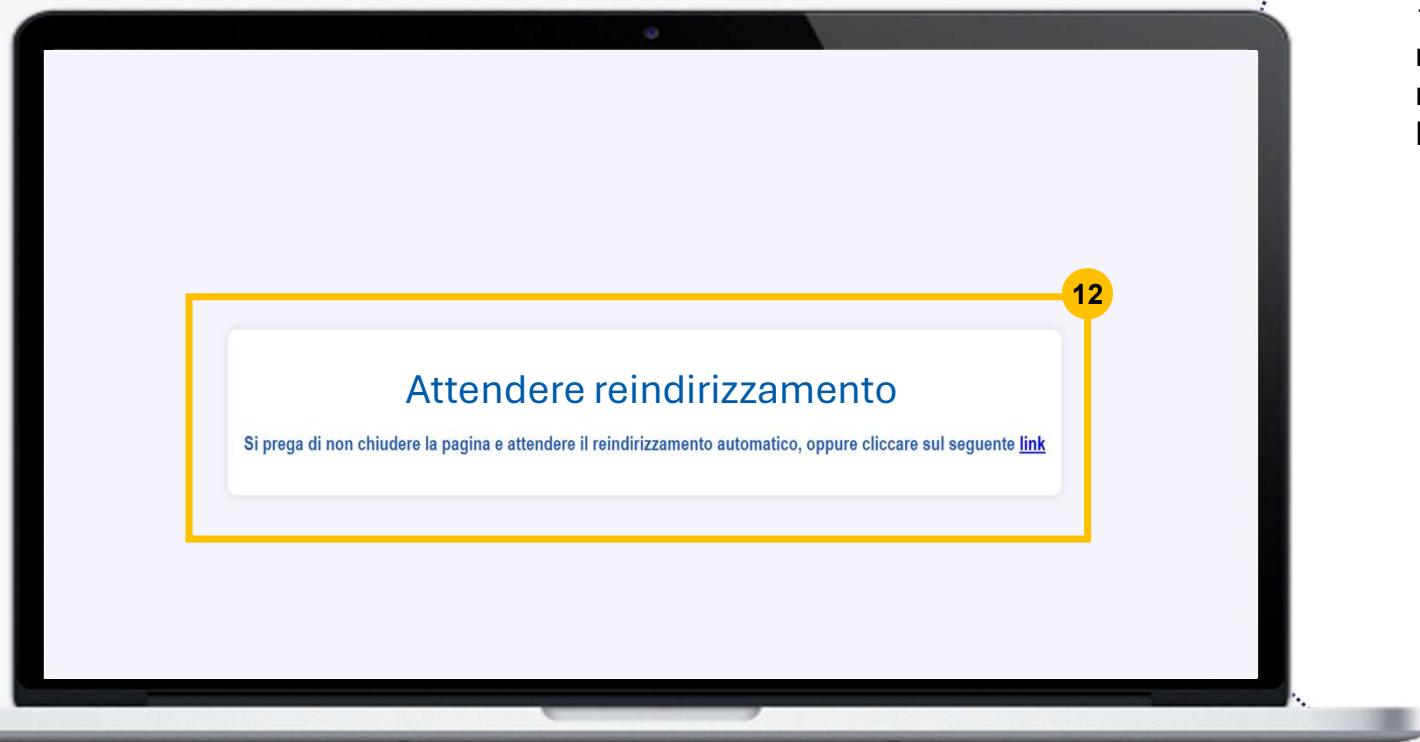 12
Attendere reindirizzamento
Si prega di non chiudere la pagina e attendere il reindirizzamento automatico, oppure cliccare sul seguente link